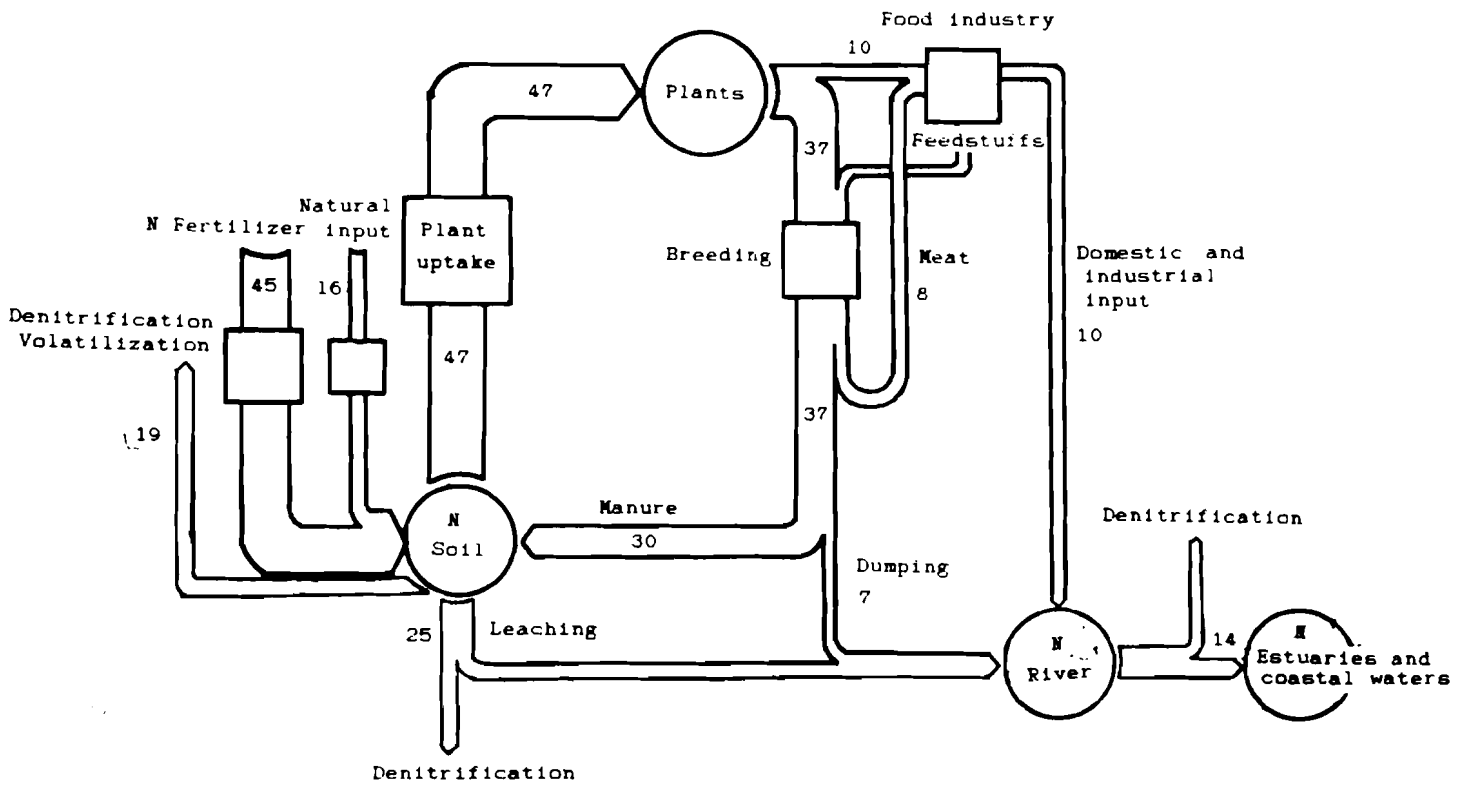 Food industry
10
47
Plants
37
Feedstuffs
Natural
input
N Fertilizer
Plant
uptake
Breeding
Meat
8
Domestic and
industrial
input
10
45
16
Denitrification
Volatilization
47
19
37
Manure
30
N
Soil
Denitrification
Dumping
7
25
Leaching
N
River
14
N
Estuaries and
coastal waters
Denitrification